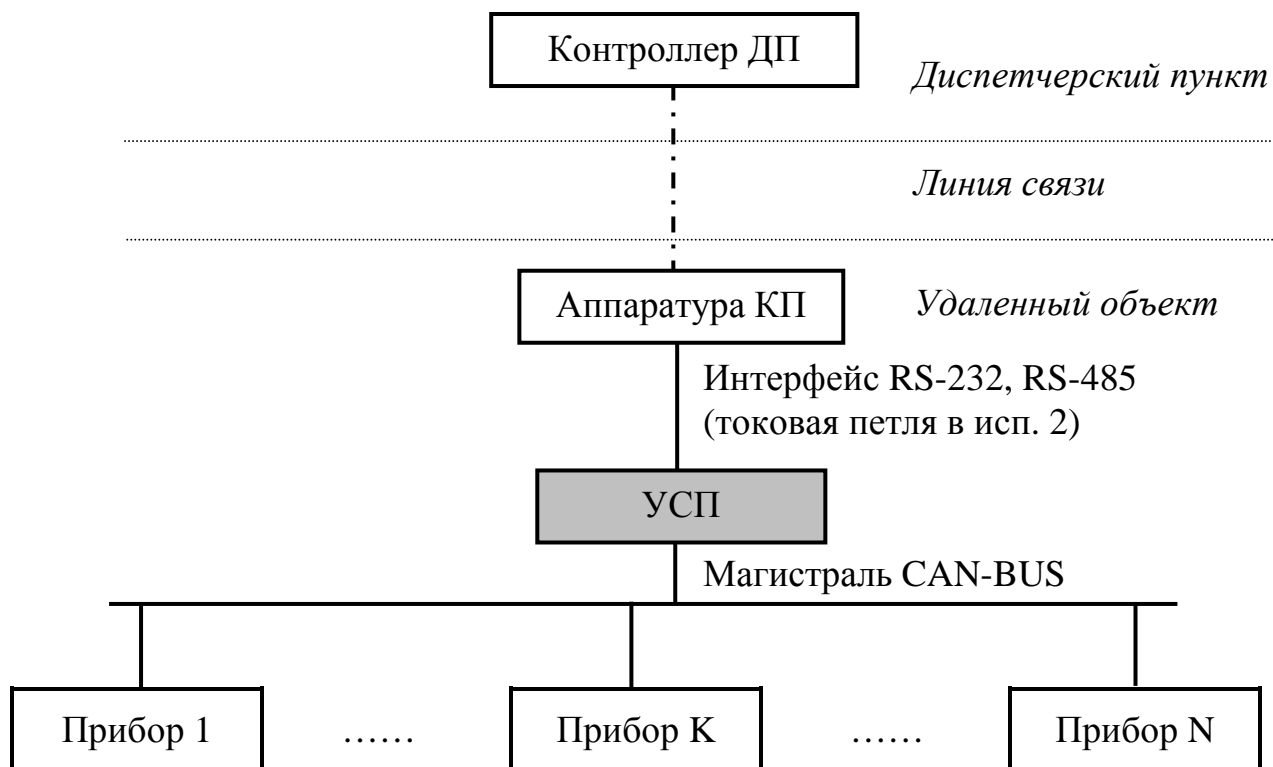 Контроллер ДП
Диспетчерский пункт
Линия связи
Аппаратура КП
Удаленный объект
Интерфейс RS-232, RS-485
(токовая петля в исп. 2)
УСП
Магистраль CAN-BUS
Прибор 1 ...... Прибор K ...... Прибор N